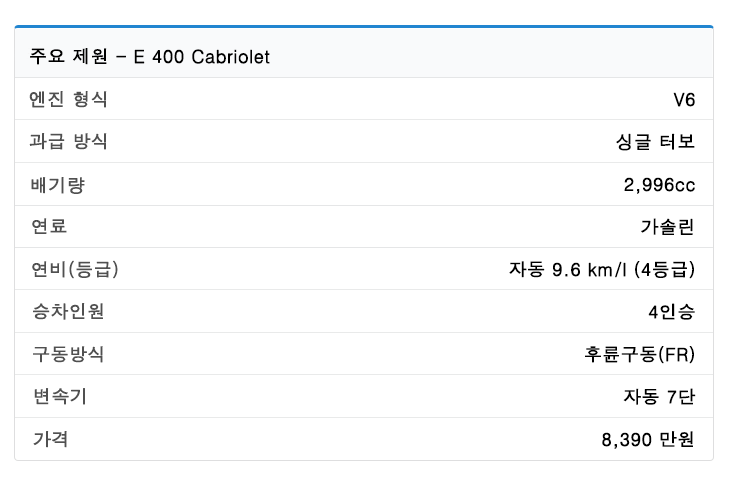 주요 제원 – E 400 Cabriolet
엔진 형식 V6
과급 방식 싱글 터보
배기량 2,996cc
연료 가솔린
연비(등급) 자동 9.6 km/l (4등급)
승차인원 4인승
구동방식 후륜구동(FR)
변속기 자동 7단
가격 8,390 만원